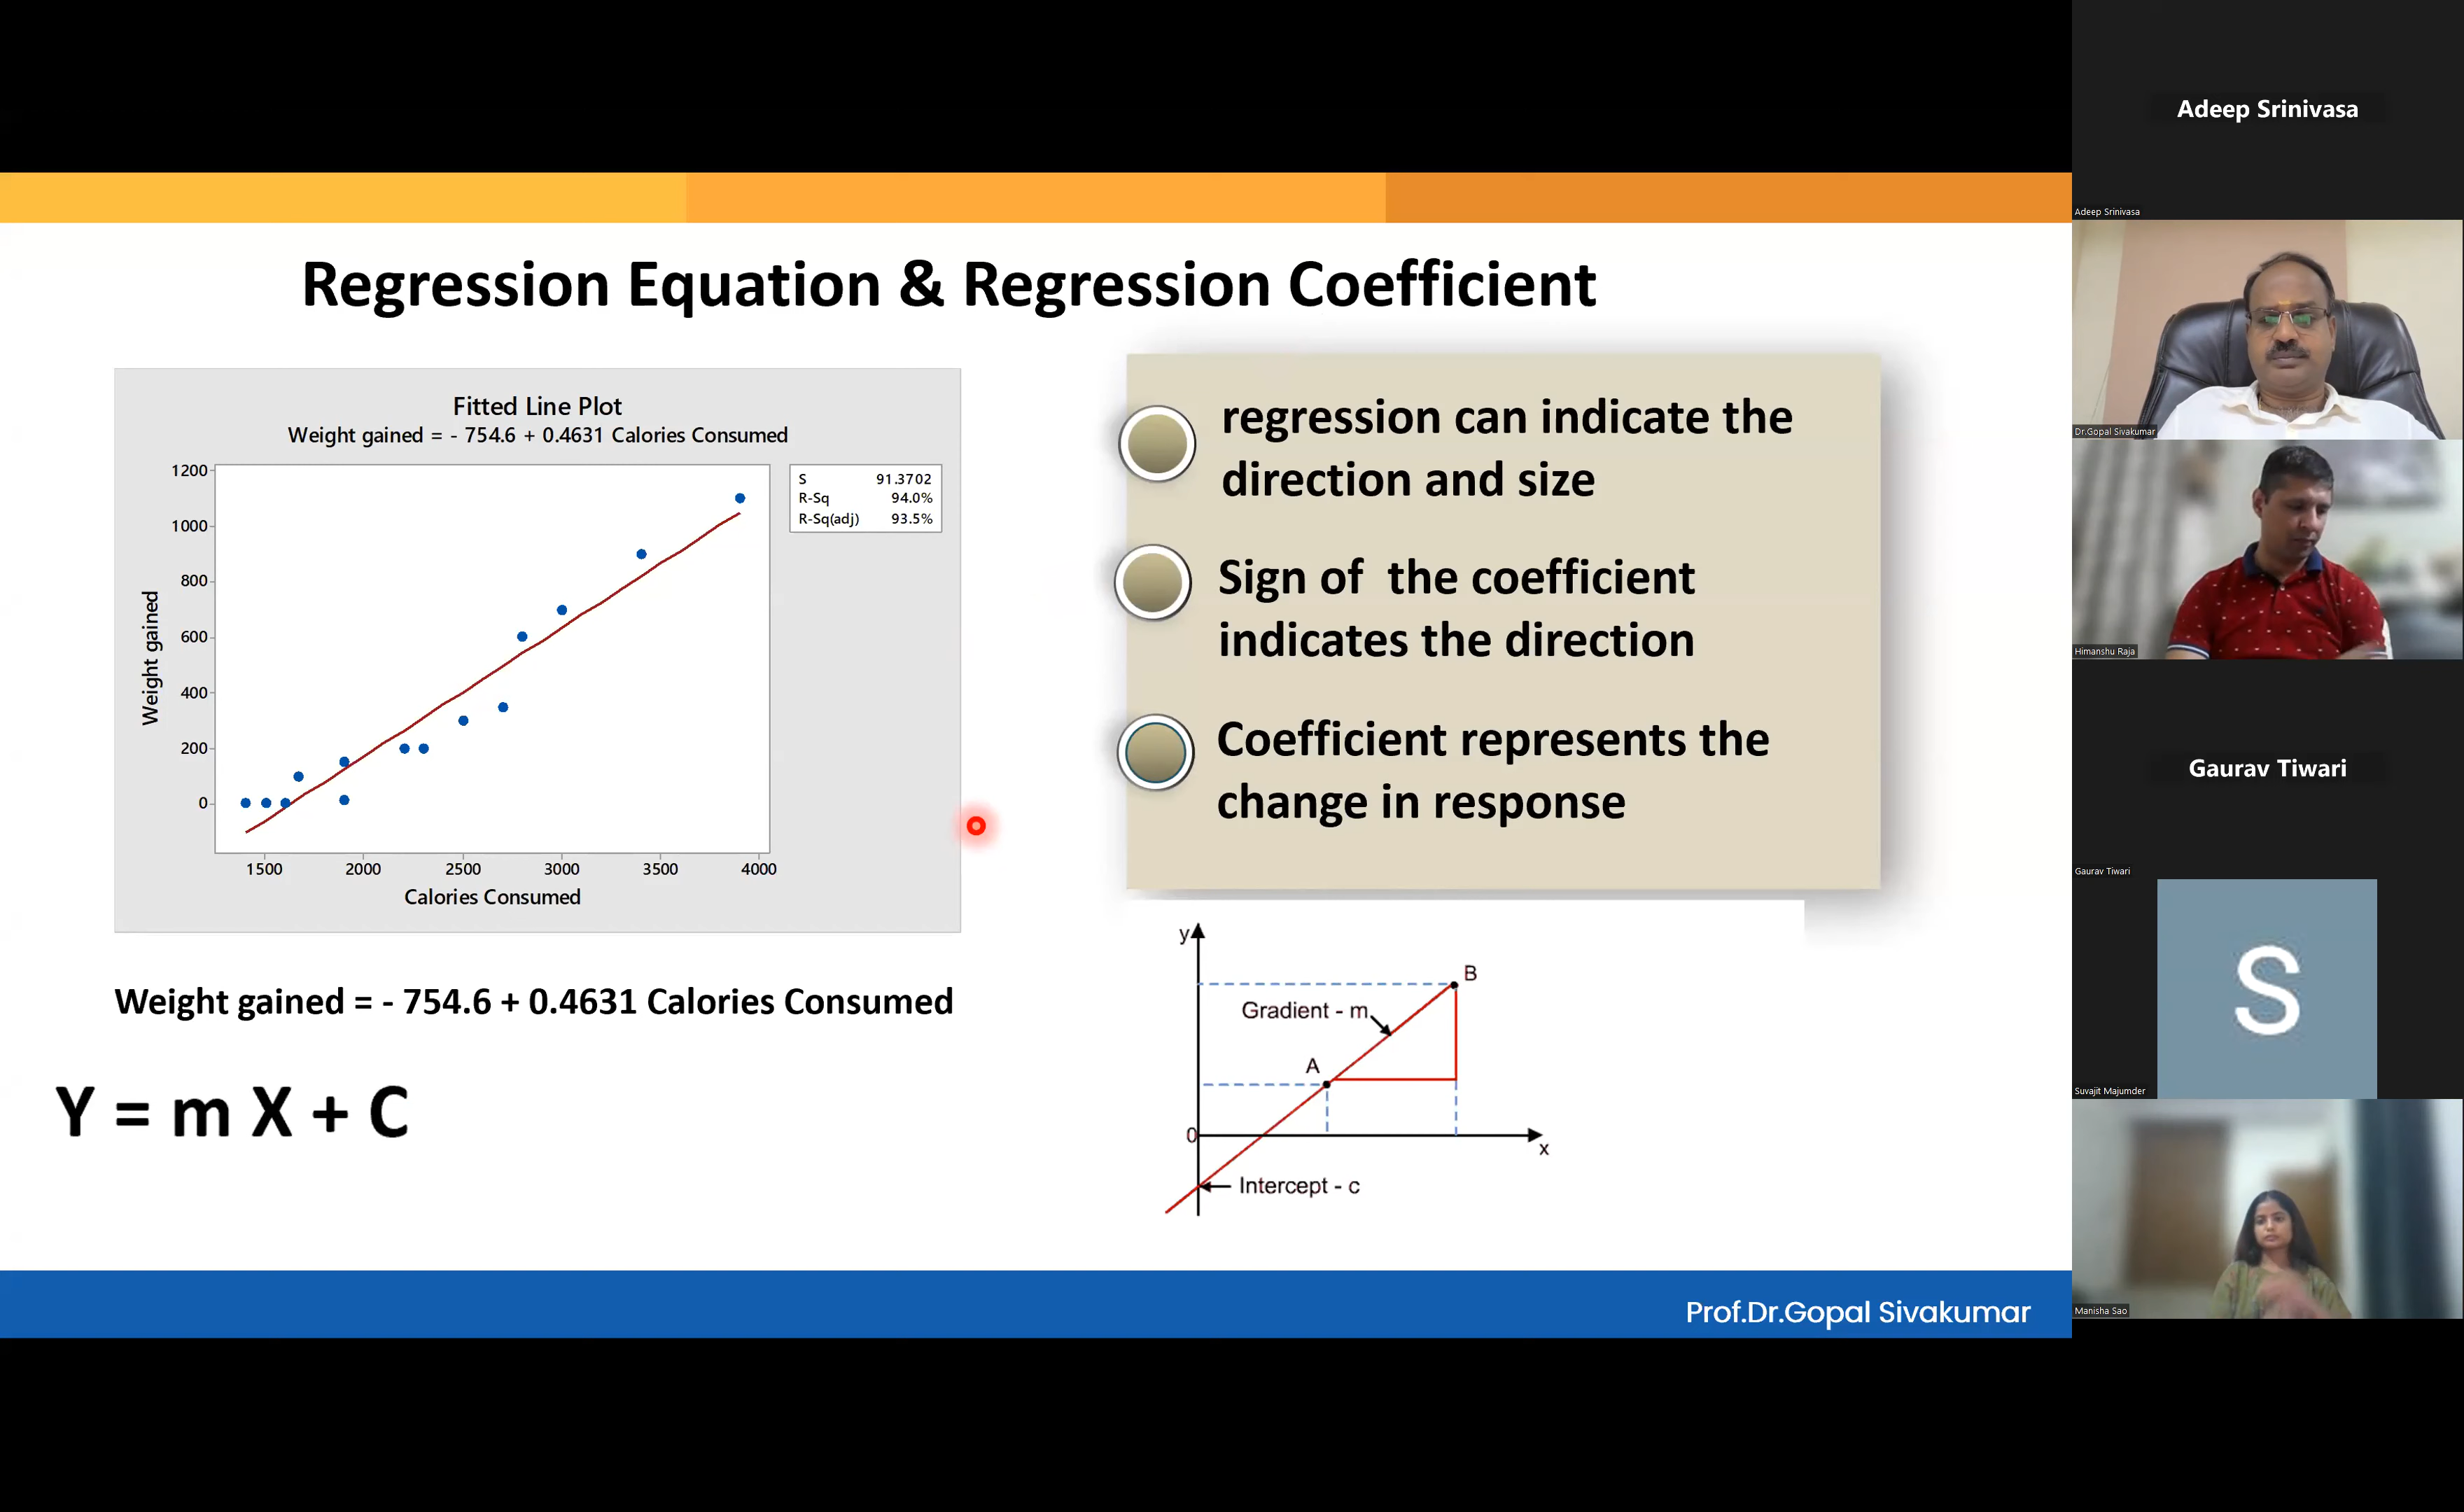 Regression Equation & Regression Coefficient
Fitted Line Plot
Weight gained = - 754.6 + 0.4631 Calories Consumed
1200
1000
800
600
400
200
0
Weight gained
1500 2000 2500 3000 3500 4000
Calories Consumed
S 91.3702
R-Sq 94.0%
R-Sq(adj) 93.5%
Weight gained = - 754.6 + 0.4631 Calories Consumed
Y = m X + C
regression can indicate the
direction and size
Sign of the coefficient
indicates the direction
Coefficient represents the
change in response
y
B
Gradient - m
A
0
x
Intercept - c
Prof.Dr.Gopal Sivakumar
Adeep Srinivasa
Adeep Srinivasa
Dr.Gopal Sivakumar
Himanshu Raja
Gaurav Tiwari
Gaurav Tiwari
S
Suvajit Majumder
Manisha Sao